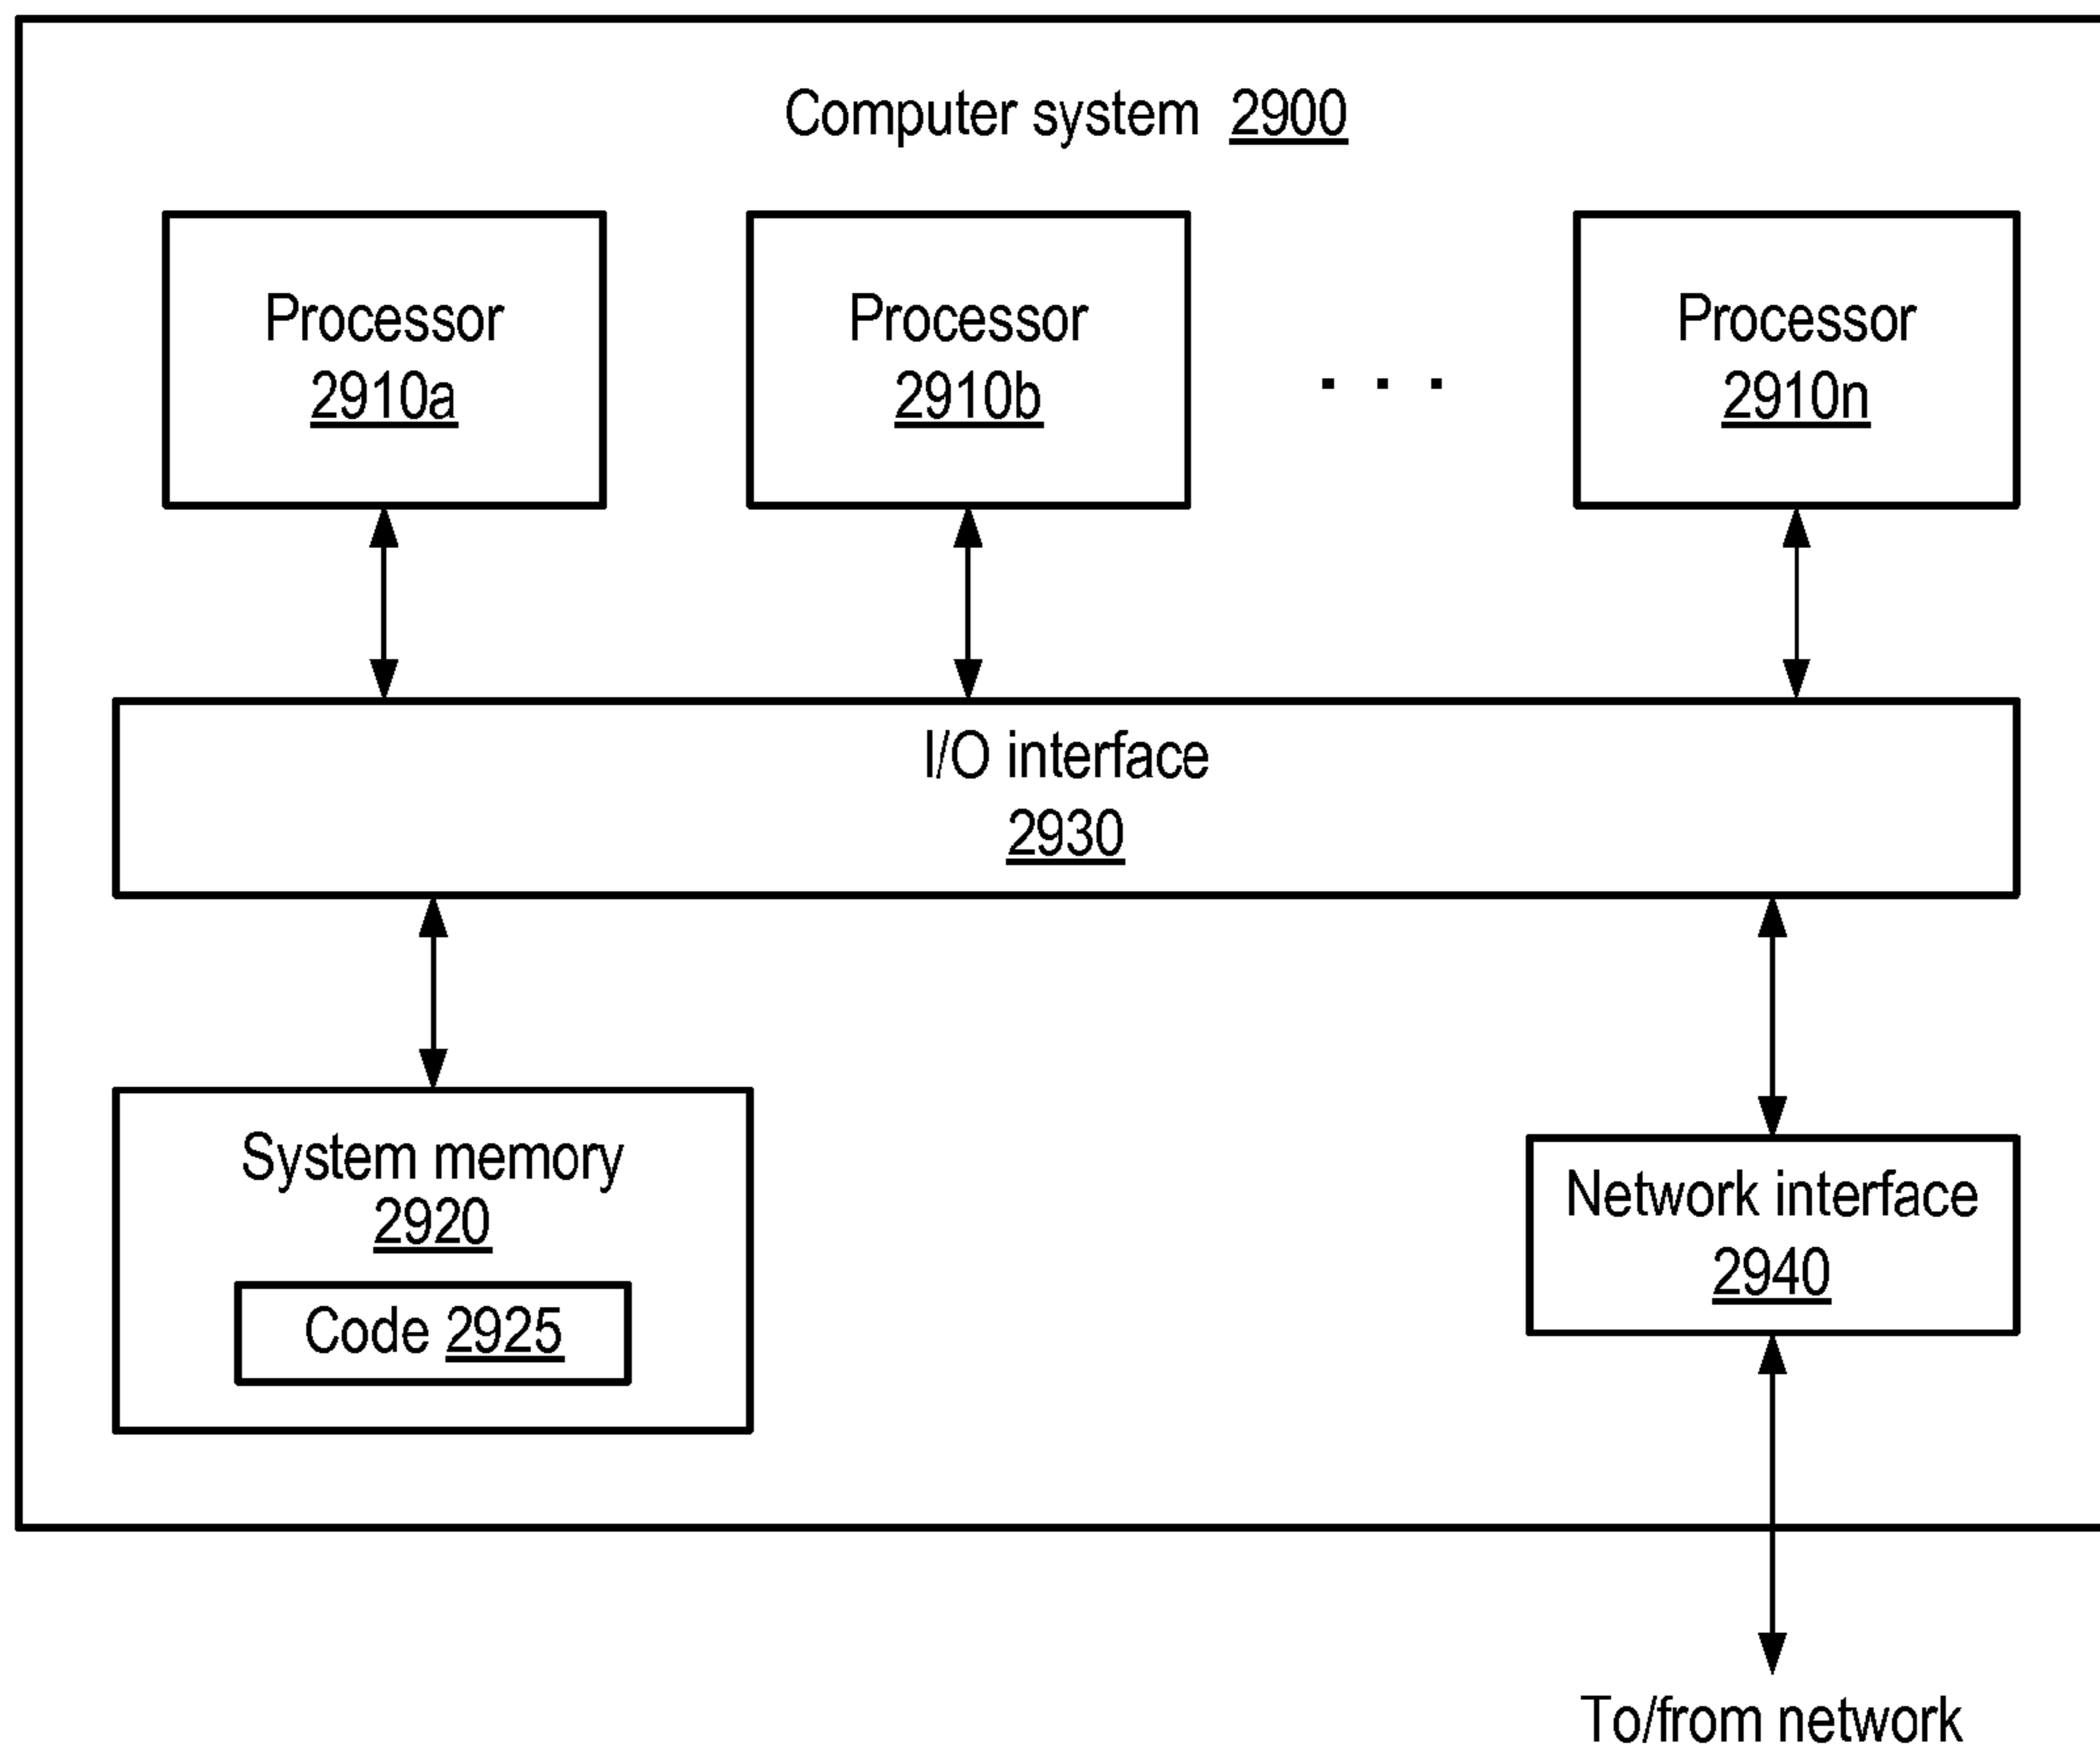 Computer system 2900
Processor
2910a
Processor
2910b
. . .
Processor
2910n
I/O interface
2930
System memory
2920
Code 2925
Network interface
2940
To/from network